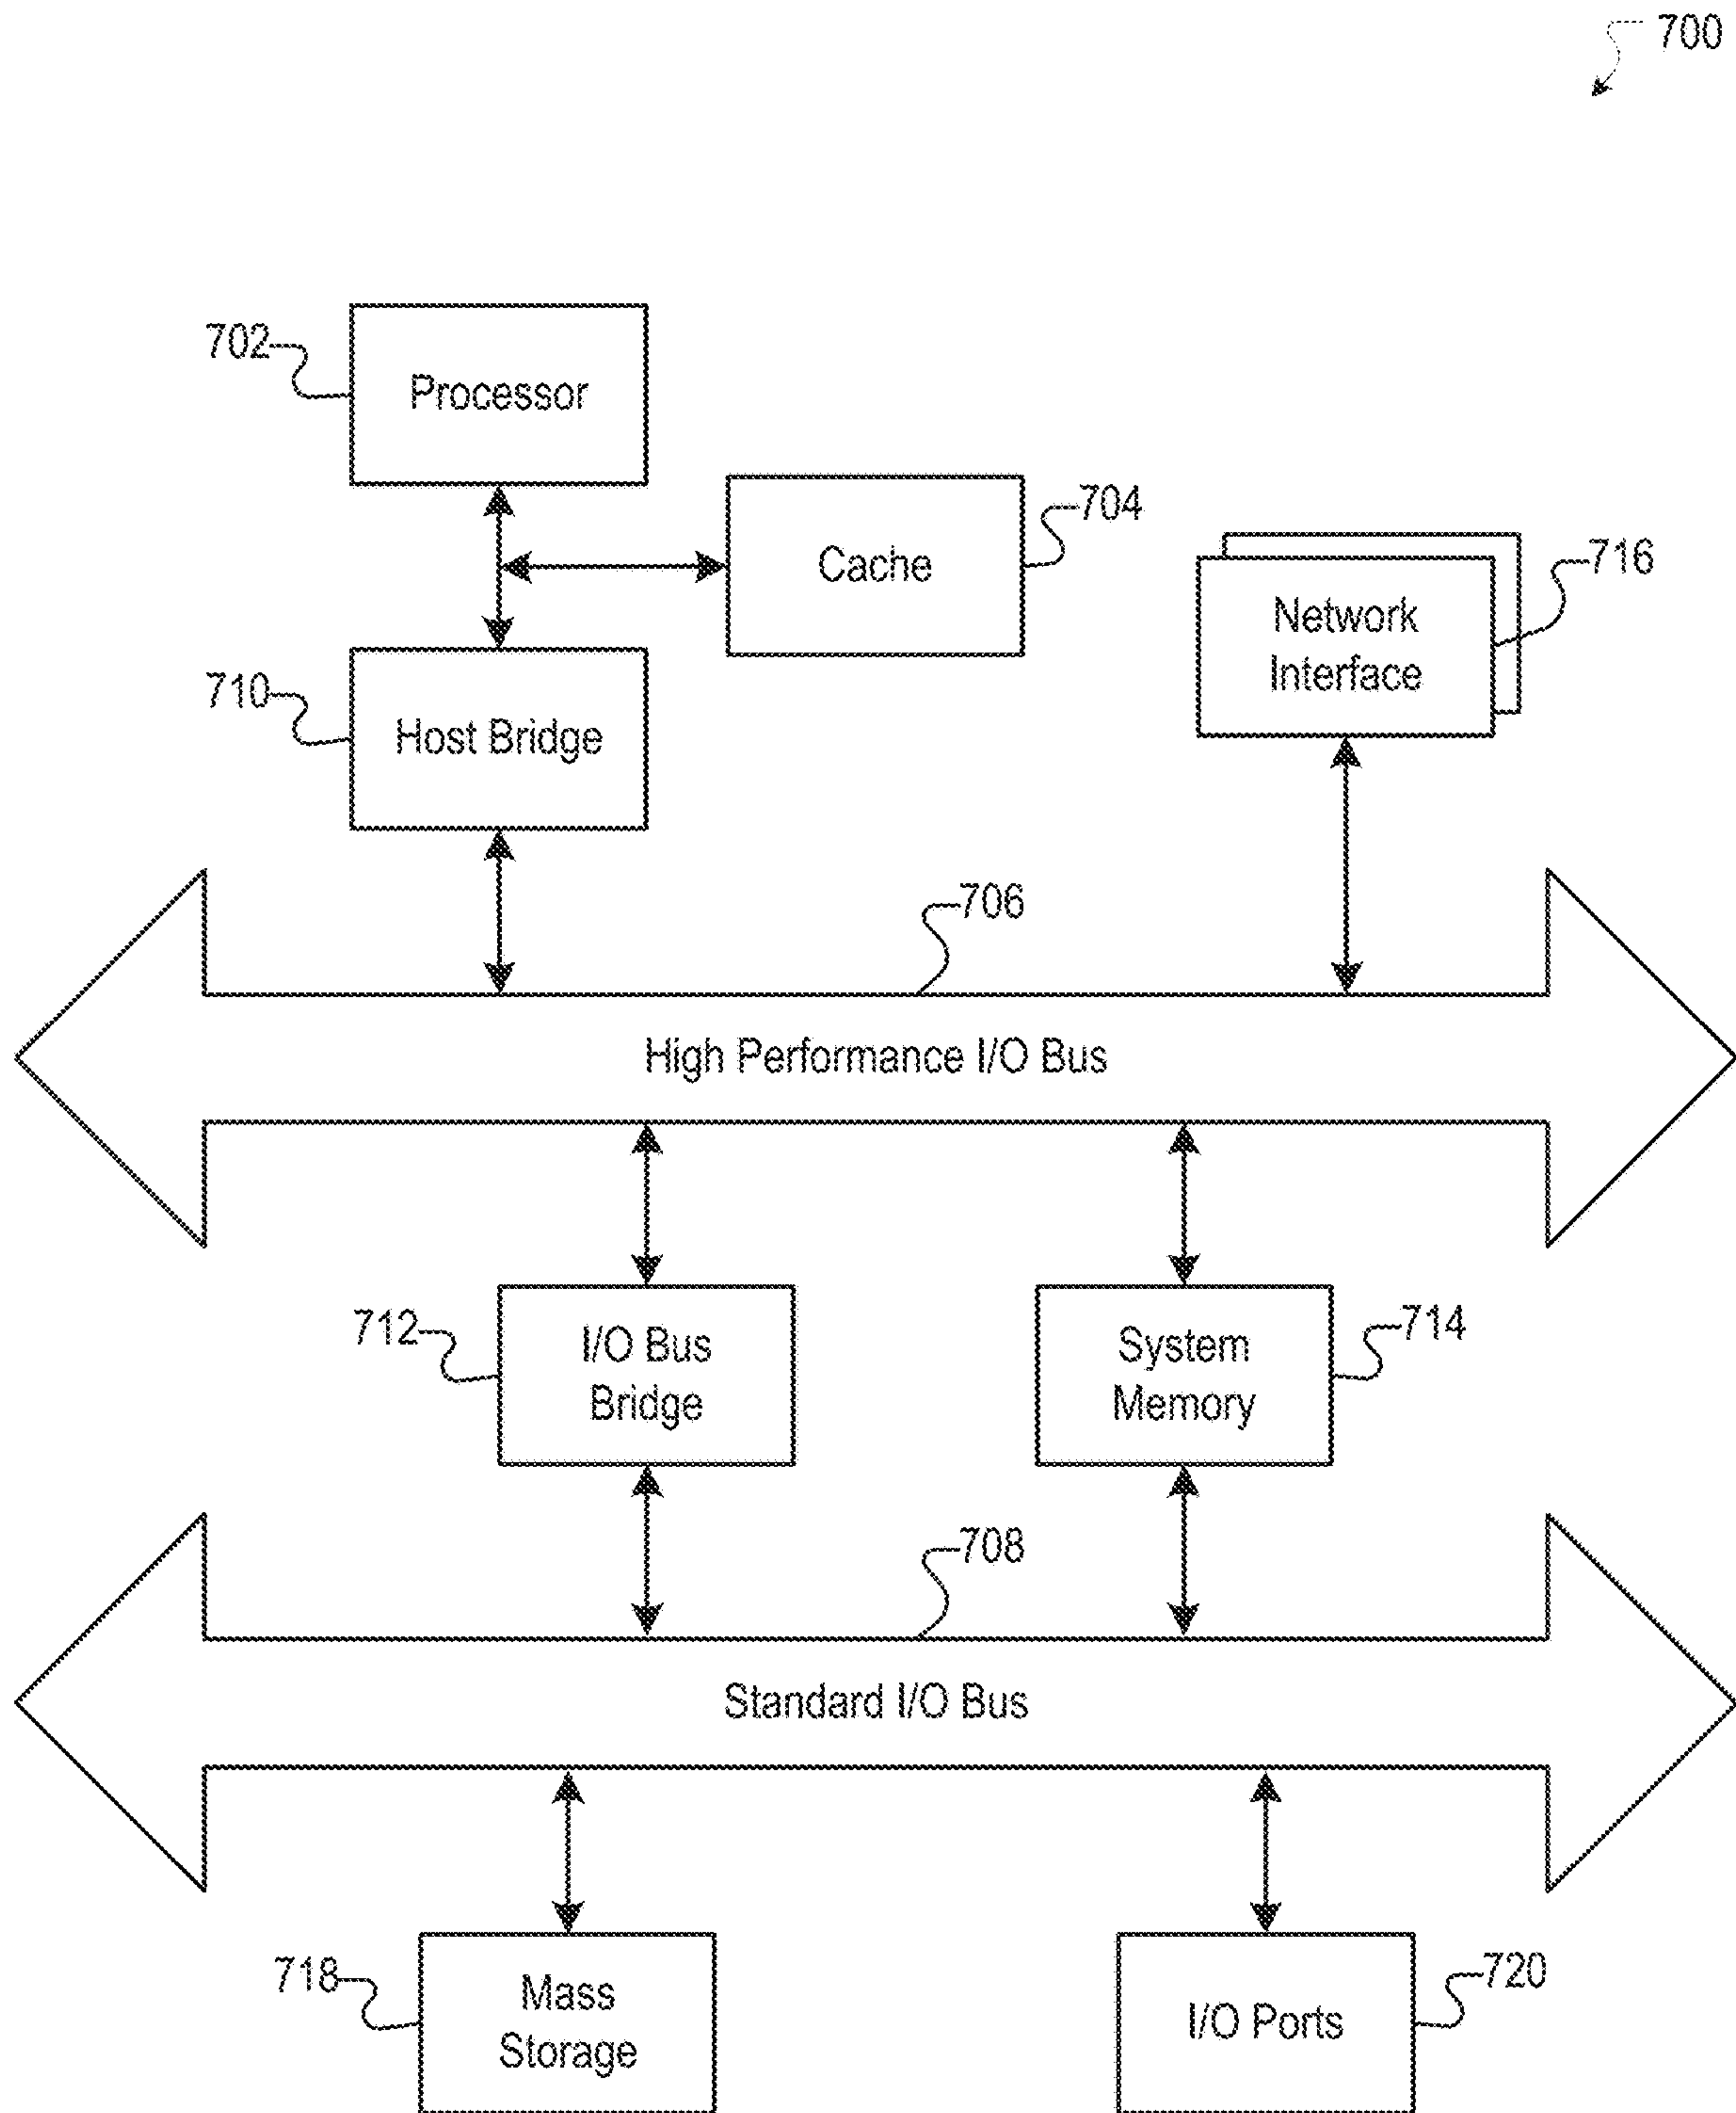 700
702
Processor
704
Cache
716
Network
Interface
710
Host Bridge
706
High Performance I/O Bus
712
I/O Bus
Bridge
714
System
Memory
708
Standard I/O Bus
718
Mass
Storage
720
I/O Ports